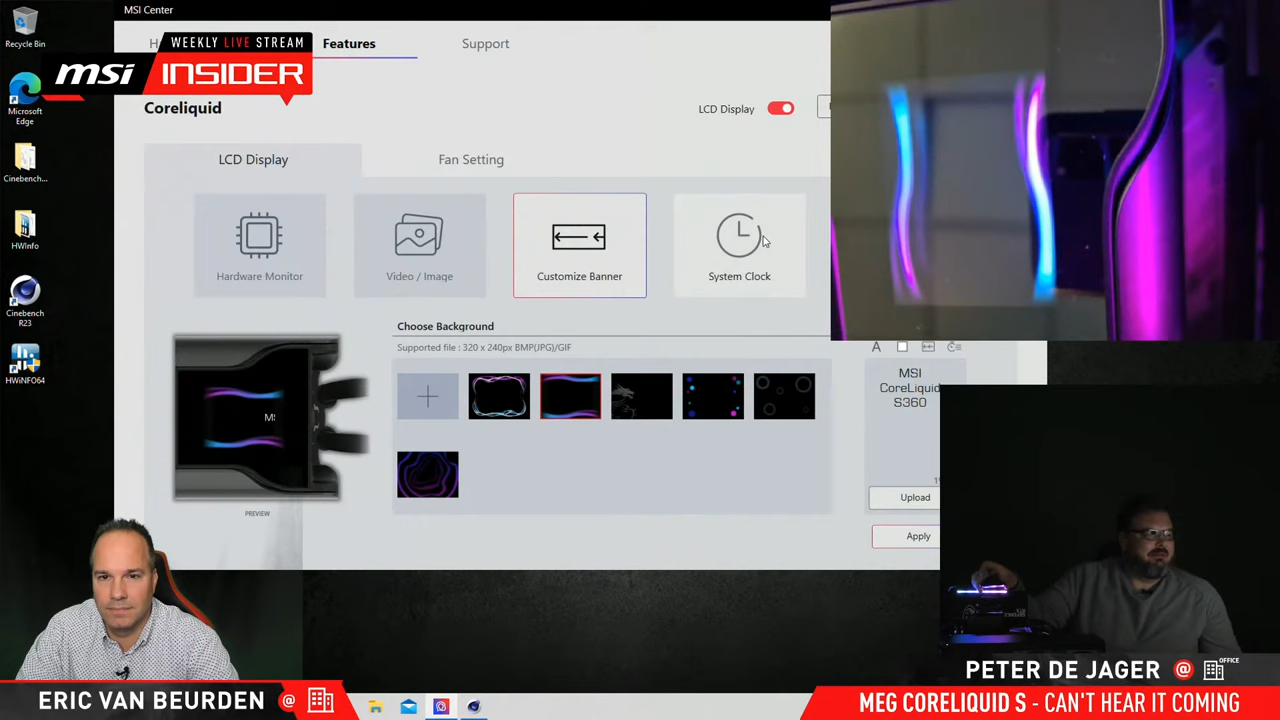 MSI Center
Recycle Bin
WEEKLY LIVE STREAM
msi INSIDER
Features
Support
Microsoft
Edge
Coreliquid
LCD Display
LCD Display
Fan Setting
Cinebench...
HWInfo
Hardware Monitor
Video / Image
Customize Banner
System Clock
Cinebench
R23
Choose Background
Supported file : 320 x 240px BMP(JPG)/GIF
A
HWiNFO64
MSI
CoreLiquid
S360
Upload
PREVIEW
Apply
PETER DE JAGER @ OFFICE
ERIC VAN BEURDEN @
MEG CORELIQUID S - CAN'T HEAR IT COMING